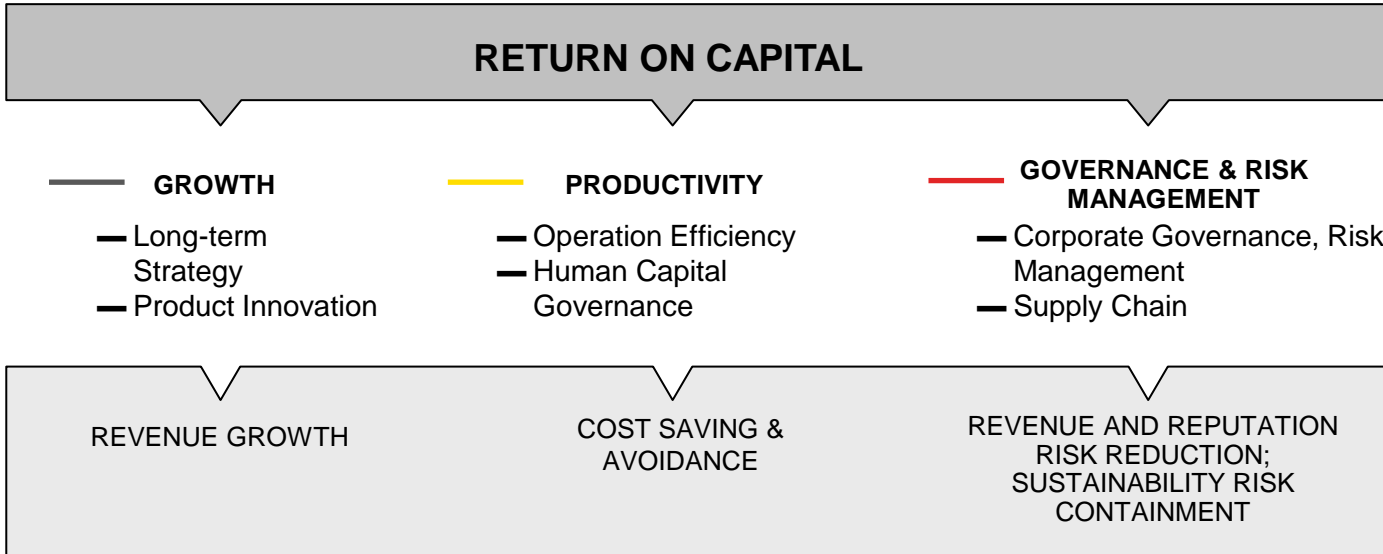 RETURN ON CAPITAL
GROWTH
Long-term
Strategy
Product Innovation
PRODUCTIVITY
Operation Efficiency
Human Capital
Governance
GOVERNANCE & RISK
MANAGEMENT
Corporate Governance, Risk
Management
Supply Chain
REVENUE GROWTH
COST SAVING &
AVOIDANCE
REVENUE AND REPUTATION
RISK REDUCTION;
SUSTAINABILITY RISK
CONTAINMENT